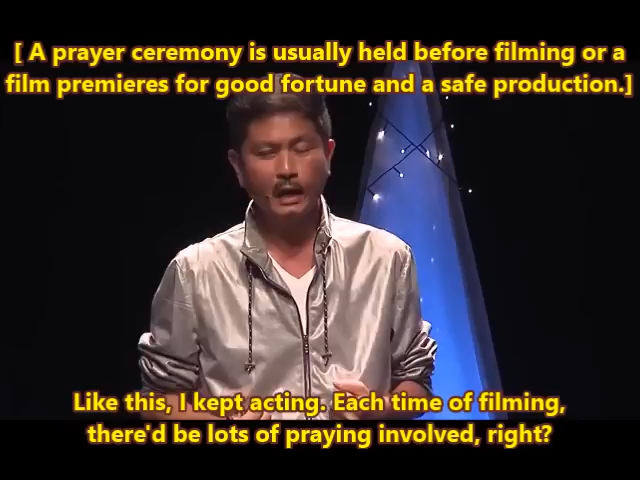 [ A prayer ceremony is usually held before filming or a
film premieres for good fortune and a safe production.]
Like this, I kept acting. Each time of filming,
there'd be lots of praying involved, right?